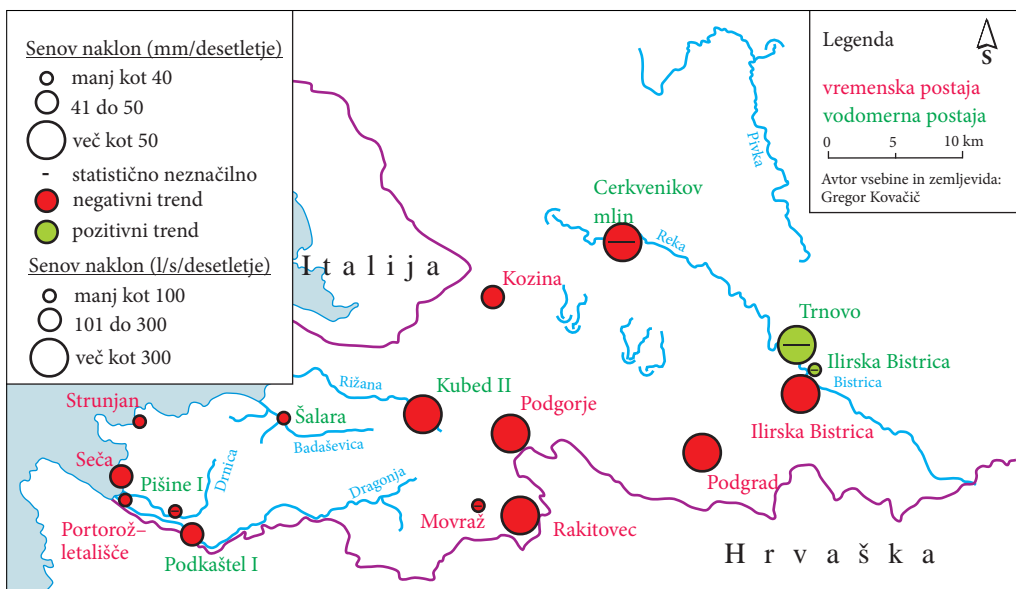 Senov naklon (mm/desetletje)
manj kot 40
41 do 50
več kot 50
- statistično neznačilno
negativni trend
pozitivni trend
Senov naklon (l/s/desetletje)
manj kot 100
101 do 300
več kot 300
Legenda
S
vremenska postaja
vodomerna postaja
0 5 10 km
Avtor vsebine in zemljevida:
Gregor Kovačič
Pivka
Cerkvenikov
mlin
Reka
Italija
Kozina
Trnovo
Ilirska Bistrica
Bistrica
Rižana
Kubed II
Strunjan
Šalara
Podgorje
Badaševica
Ilirska Bistrica
Seča
Pišine I
Drnica
Dragonja
Podgrad
Movraž
Rakitovec
Portorož–
letališče
Podkaštel I
Hrvaška